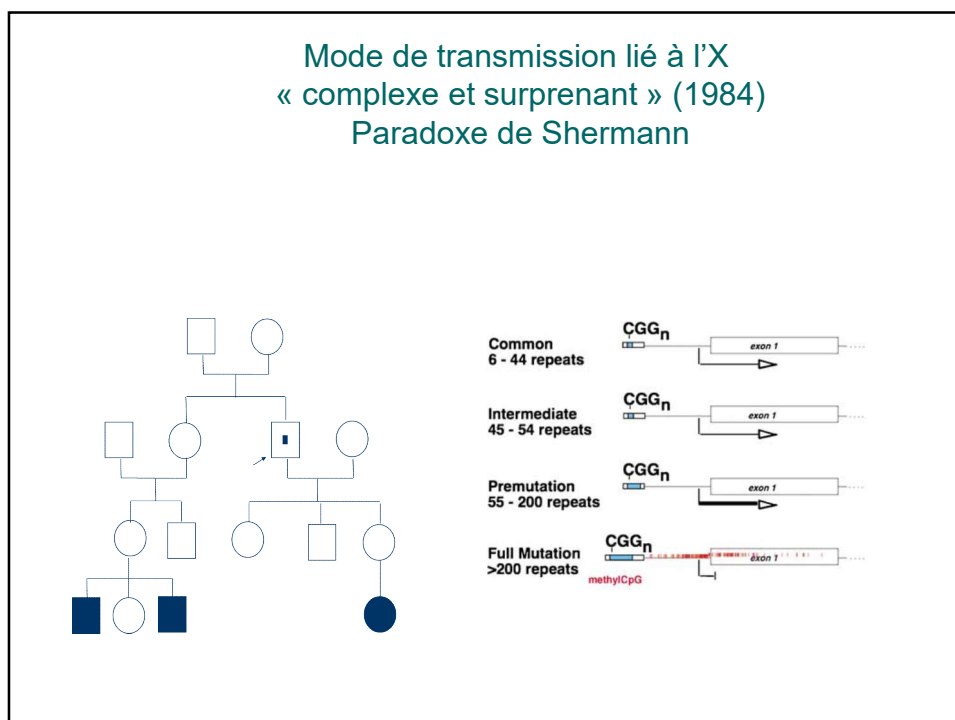 Mode de transmission lié à l’X
« complexe et surprenant » (1984)
Paradoxe de Shermann
Common
6 - 44 repeats
CGGn
exon 1
Intermediate
45 - 54 repeats
CGGn
exon 1
Premutation
55 - 200 repeats
CGGn
exon 1
Full Mutation
>200 repeats
CGGn
methylCpG
exon 1